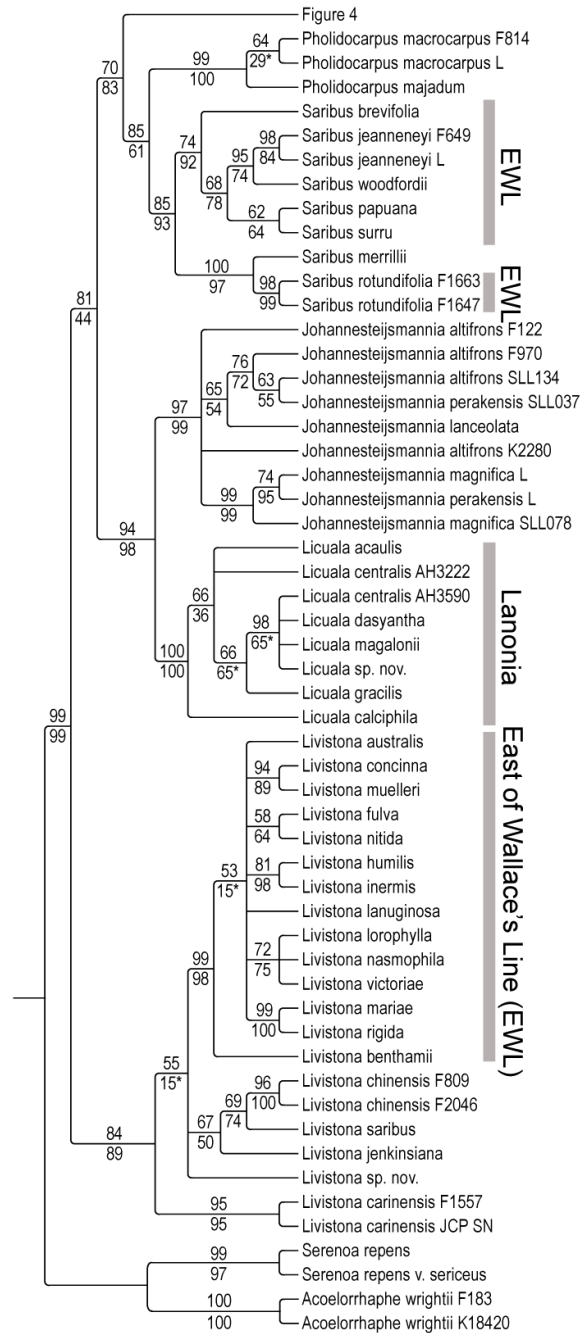 Figure 4
70
83
64
Pholidocarpus macrocarpus F814
99
29*
Pholidocarpus macrocarpus L
100
Pholidocarpus majadum
85
61
Saribus brevifolia
74
92
98
Saribus jeanneneyi F649
95
84
Saribus jeanneneyi L
68
74
Saribus woodfordii
78
EWL
85
93
62
Saribus papuana
64
Saribus surru
100
Saribus merrillii
97
98
Saribus rotundifolia F1663
99
Saribus rotundifolia F1647
EWL
81
44
Johannesteijsmannia altifrons F122
76
Johannesteijsmannia altifrons F970
65
72
63
Johannesteijsmannia altifrons SLL134
54
55
Johannesteijsmannia perakensis SLL037
97
99
Johannesteijsmannia lanceolata
Johannesteijsmannia altifrons K2280
74
Johannesteijsmannia magnifica L
99
95
Johannesteijsmannia perakensis L
99
Johannesteijsmannia magnifica SLL078
94
98
Licuala acaulis
Licuala centralis AH3222
66
36
Licuala centralis AH3590
98
Licuala dasyantha
65*
Licuala magalonii
66
65*
Licuala sp. nov.
100
100
Licuala gracilis
Licuala calciphila
Lanonia
99
99
Livistona australis
94
Livistona concinna
89
Livistona muelleri
58
Livistona fulva
64
Livistona nitida
53
15*
81
Livistona humilis
98
Livistona inermis
Livistona lanuginosa
Livistona lorophylla
72
Livistona nasmophila
75
Livistona victoriae
99
98
99
Livistona mariae
100
Livistona rigida
Livistona benthamii
East of Wallace's Line (EWL)
55
15*
96
Livistona chinensis F809
69
100
Livistona chinensis F2046
67
74
Livistona saribus
50
Livistona jenkinsiana
Livistona sp. nov.
84
89
95
Livistona carinensis F1557
95
Livistona carinensis JCP SN
99
Serenoa repens
97
Serenoa repens v. sericeus
100
Acoelorrhaphe wrightii F183
100
Acoelorrhaphe wrightii K18420